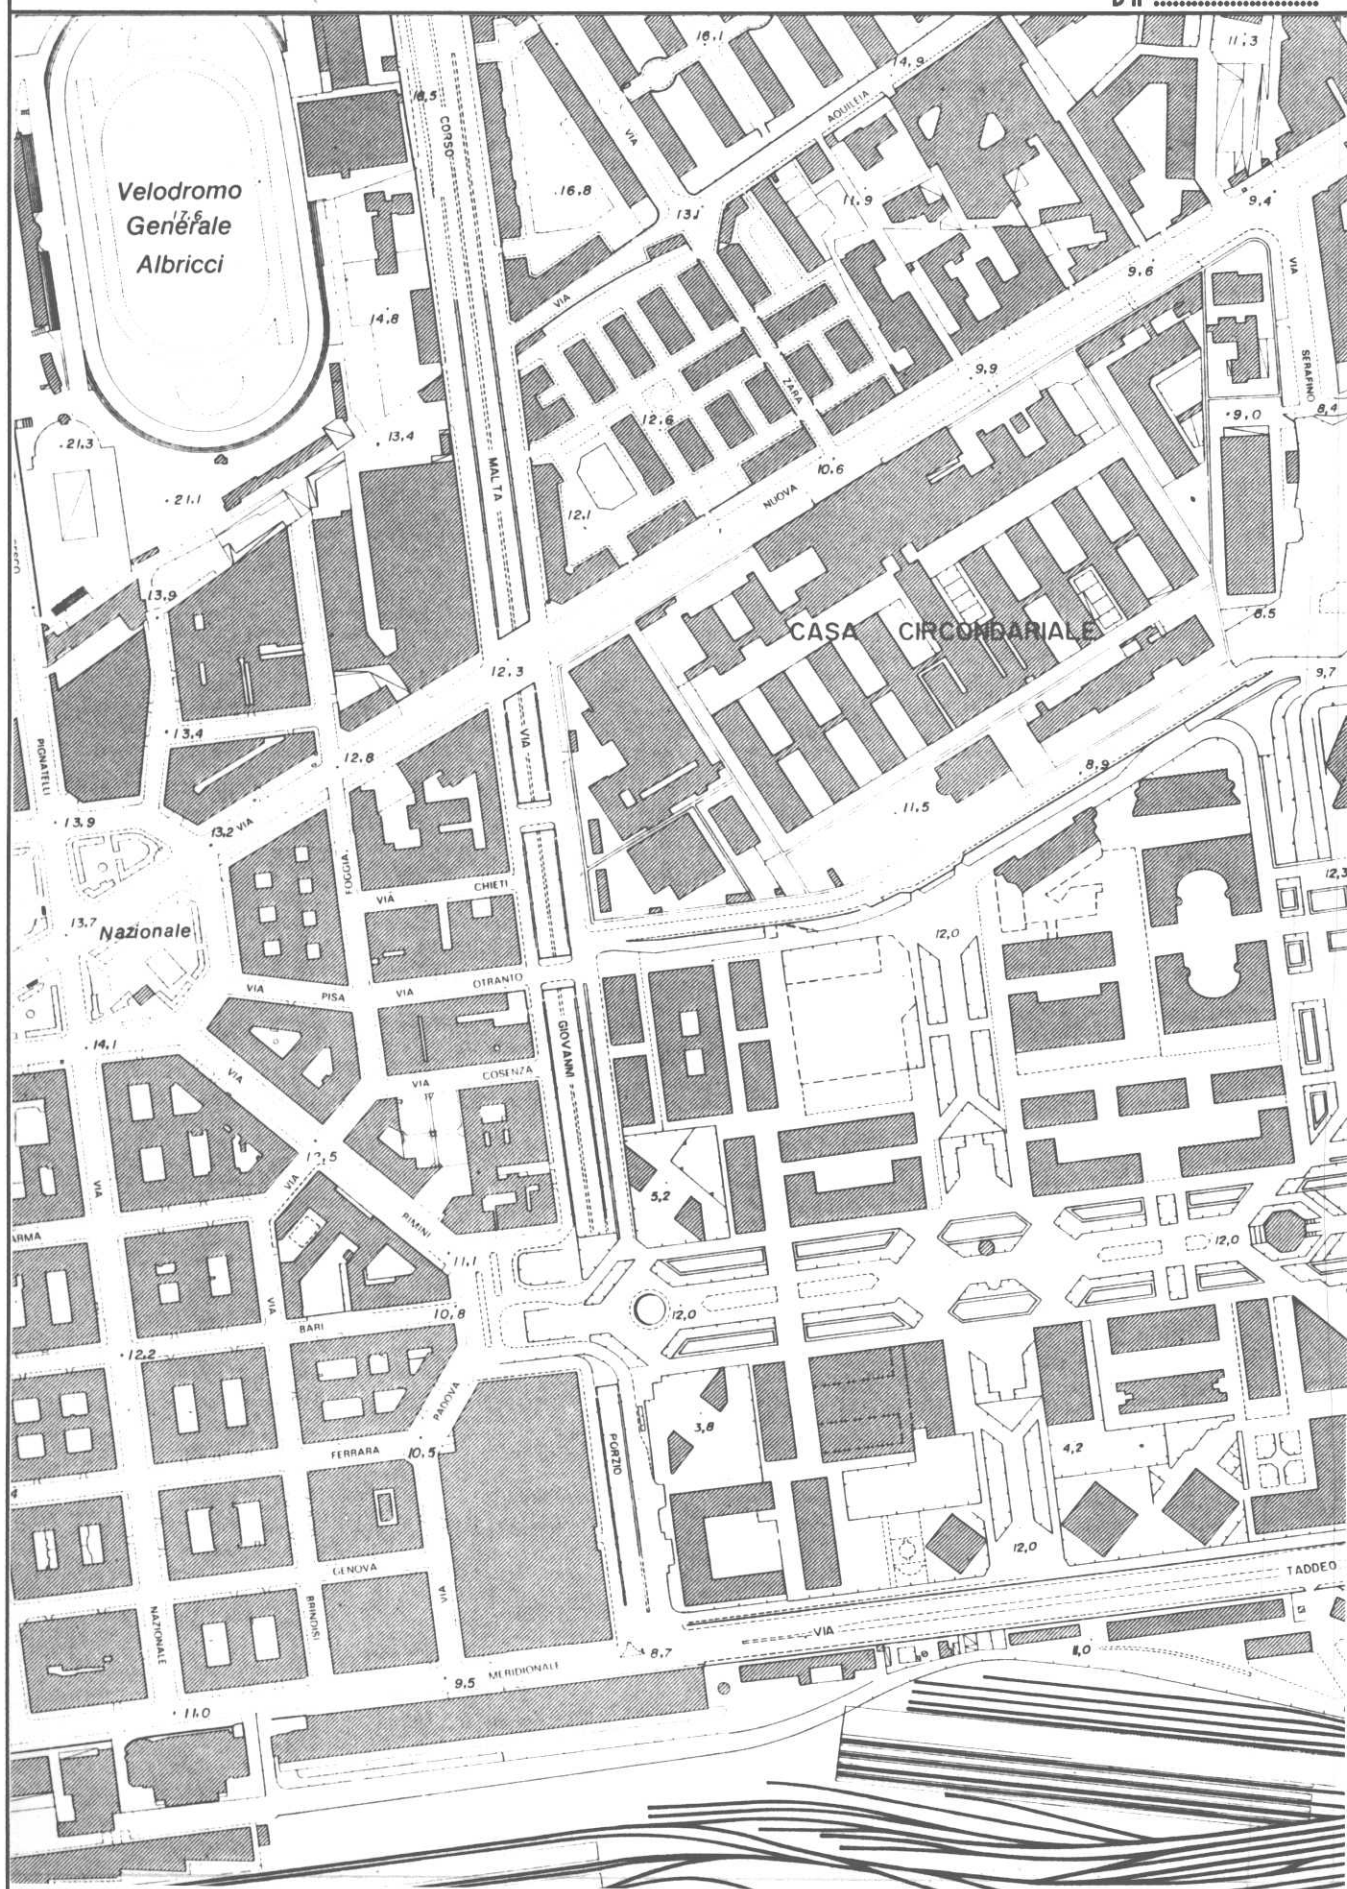 16.1
11,3
14,9
16,5
CORSO
VIA
AQUILEIA
Velodromo
17.6
Generale
Albricci
16.8
13.1
11.9
9.4
9.6
VIA
VIA
14.8
SERAFINO
9.9
ZARA
8,4
9.0
12.6
21.3
13.4
MALTA
10.6
21.1
NUOVA
12.1
13.9
8.5
CASA CIRCONDARIALE
12.3
9,7
13.4
VIA
PIGNATELLI
12.8
8.9
11.5
13.9
13.2
VIA
FOGGIA
12,3
CHIETI
VIA
13.7
Nazionale
12,0
VIA
PISA
VIA
OTRANTO
GIOVANNI
14.1
VIA
VIA
COSENZA
12.5
VIA
VIA
5,2
RIMINI
ARMA
12,0
11.1
VIA
BARI
10,8
12,0
12.2
PADOVA
3,8
FERRARA
10.5
PORZIO
4,2
4
12,0
GENOVA
VIA
TADDEO
NAZIONALE
BRINDISI
VIA
8.7
MERIDIONALE
9.5
11.0